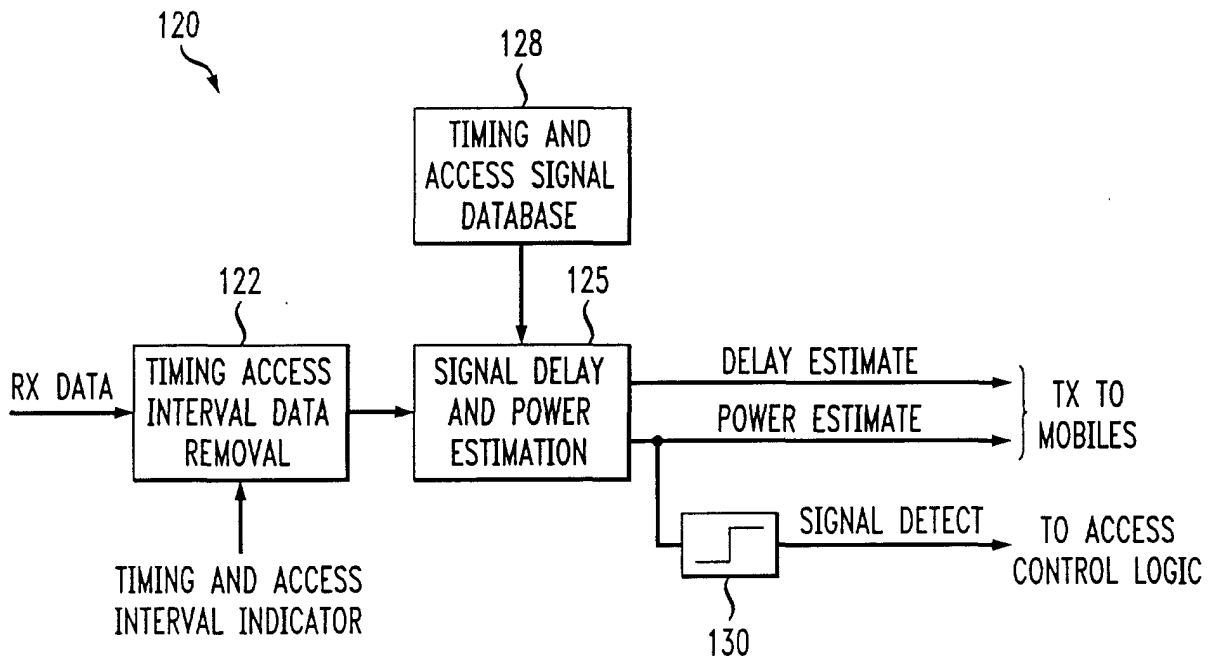 120
128
TIMING AND
ACCESS SIGNAL
DATABASE
122
125
RX DATA
TIMING ACCESS
INTERVAL DATA
REMOVAL
SIGNAL DELAY
AND POWER
ESTIMATION
DELAY ESTIMATE
POWER ESTIMATE
TX TO
MOBILES
SIGNAL DETECT
TO ACCESS
CONTROL LOGIC
TIMING AND ACCESS
INTERVAL INDICATOR
130